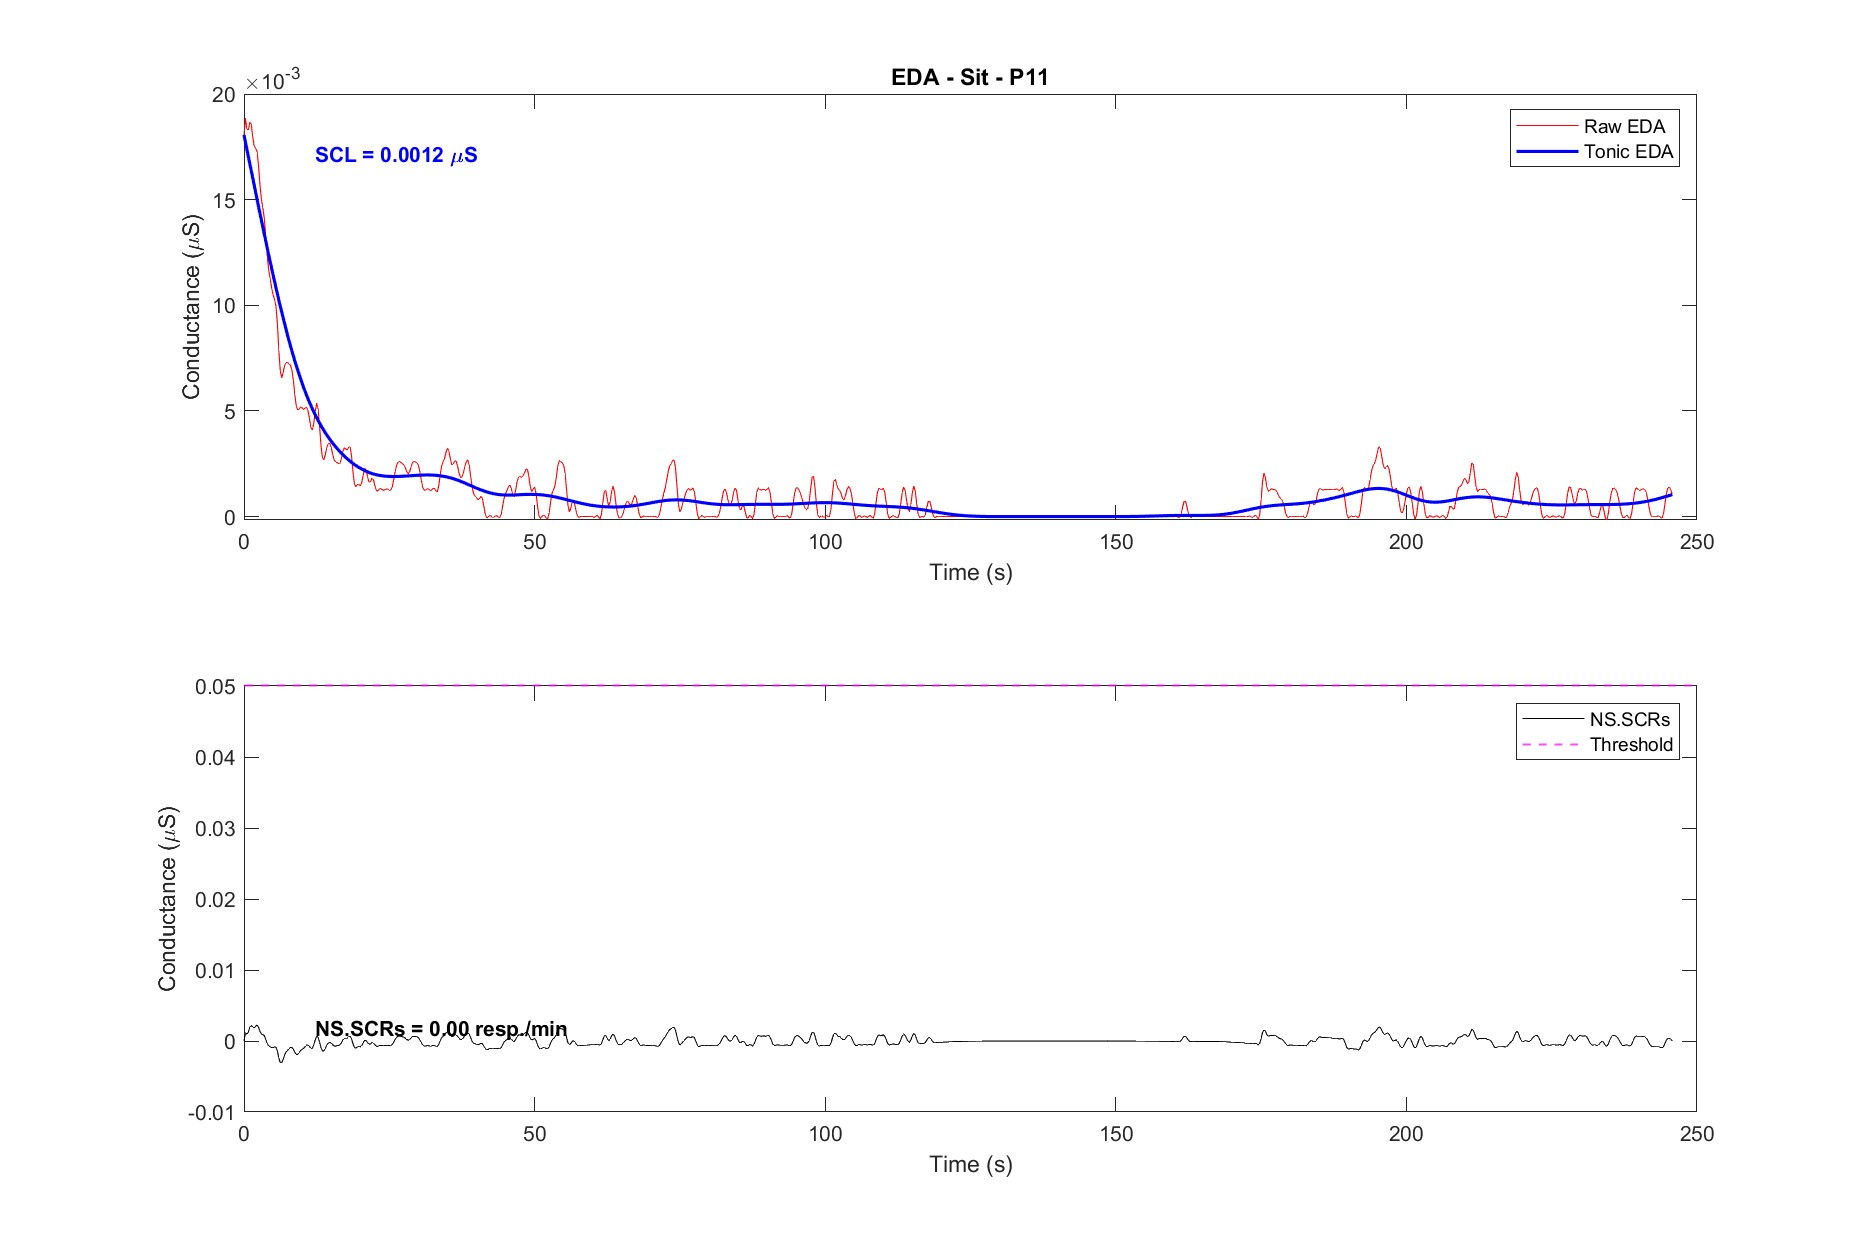 EDA - Sit - P11
×10⁻³
20
15
10
5
0
Conductance (μS)
SCL = 0.0012 μS
Raw EDA
Tonic EDA
0 50 100 150 200 250
Time (s)
0.05
0.04
0.03
0.02
0.01
0
-0.01
Conductance (μS)
NS.SCRs
Threshold
NS.SCRs = 0.00 resp./min
0 50 100 150 200 250
Time (s)